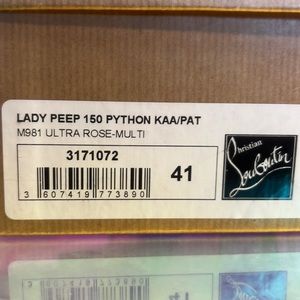 LADY PEEP 150 PYTHON KAA/PAT
M981 ULTRA ROSE-MULTI
3171072
41
3 607419 773890
Christian
Louboutin